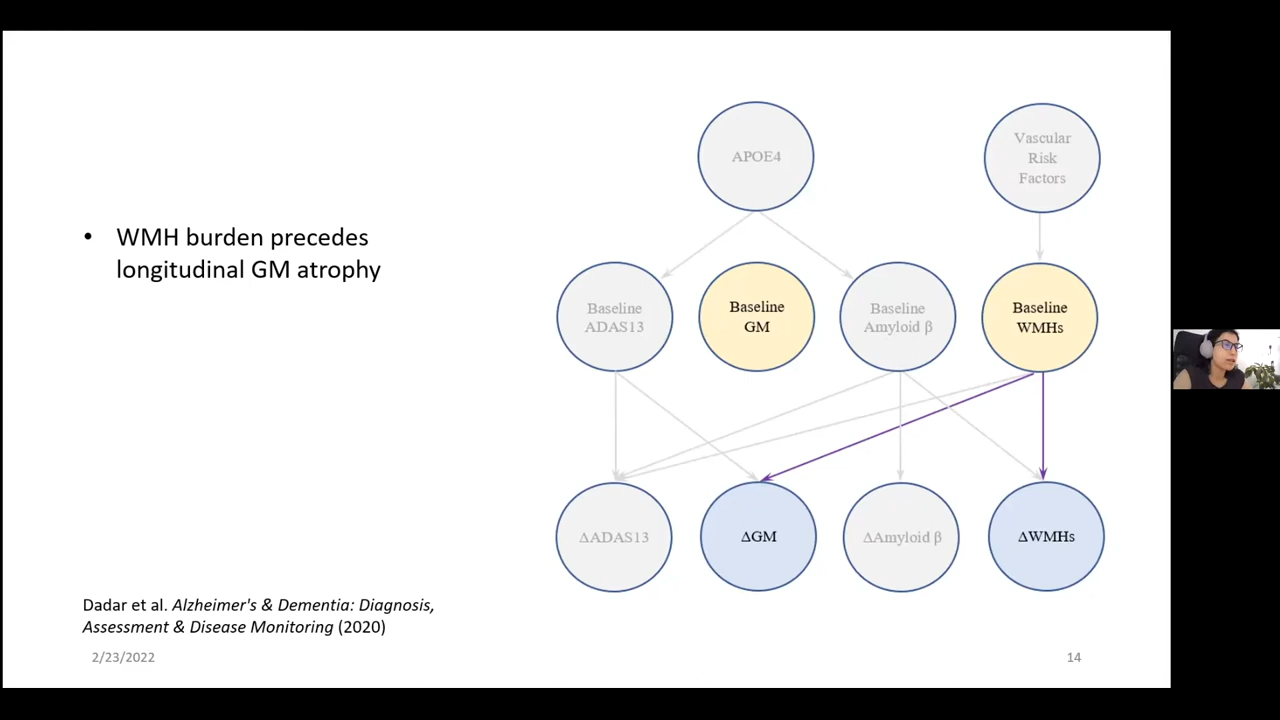 • WMH burden precedes
longitudinal GM atrophy
APOE4
Vascular
Risk
Factors
Baseline
ADAS13
Baseline
GM
Baseline
Amyloid β
Baseline
WMHs
ΔADAS13
ΔGM
ΔAmyloid β
ΔWMHs
Dadar et al. Alzheimer's & Dementia: Diagnosis,
Assessment & Disease Monitoring (2020)
2/23/2022
14